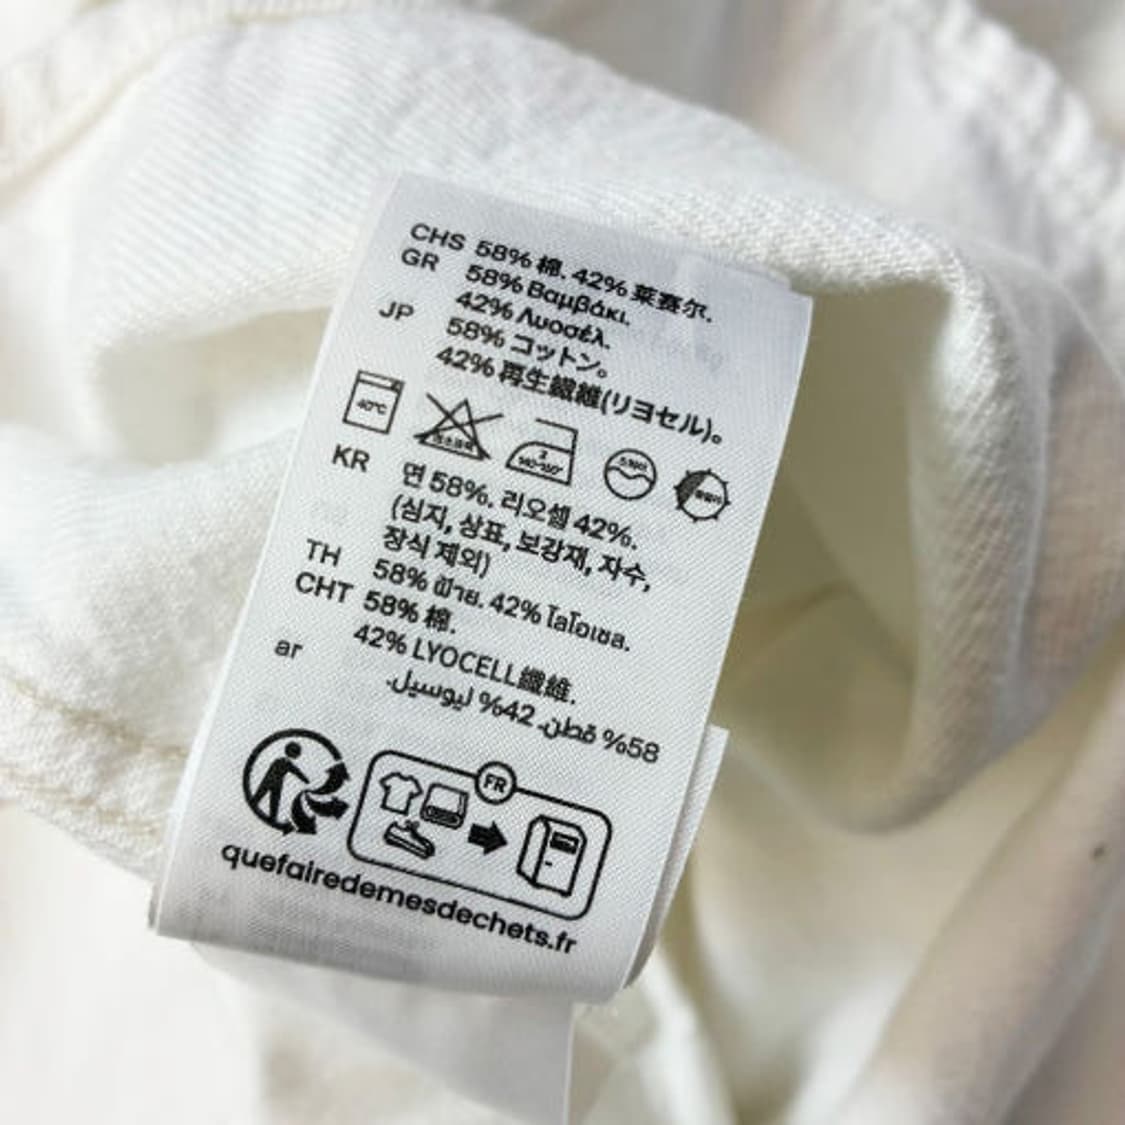 CHS 58% 棉. 42% 莱赛尔.
GR 58% Βαμβάκι.
42% Λυοσέλ.
JP 58% コットン。
42% 再生繊維(リヨセル)。
40°C
KR 면 58%. 리오셀 42%.
(심지, 상표, 보강재, 자수,
장식 제외)
TH 58% ฝ้าย. 42% ไลโอเซล.
CHT 58% 棉.
42% LYOCELL纖維.
ar 58% قطن. 42% ليوسيل.
FR
quefairedemesdechets.fr